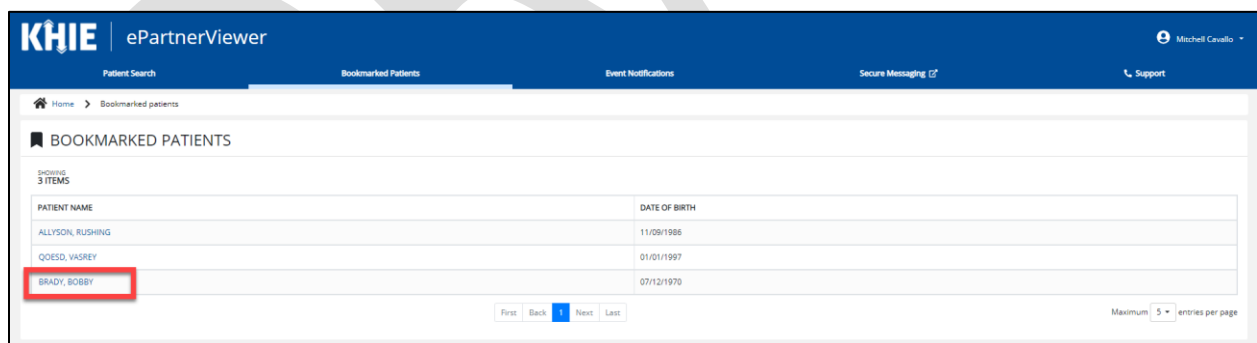 KHIE ePartnerViewer
Mitchell Cavallo
Patient Search Bookmarked Patients Event Notifications Secure Messaging Support
Home > Bookmarked patients
BOOKMARKED PATIENTS
SHOWING
3 ITEMS
PATIENT NAME DATE OF BIRTH
ALLYSON, RUSHING 11/09/1986
QOESD, VASREY 01/01/1997
BRADY, BOBBY 07/12/1970
First Back 1 Next Last Maximum 5 entries per page